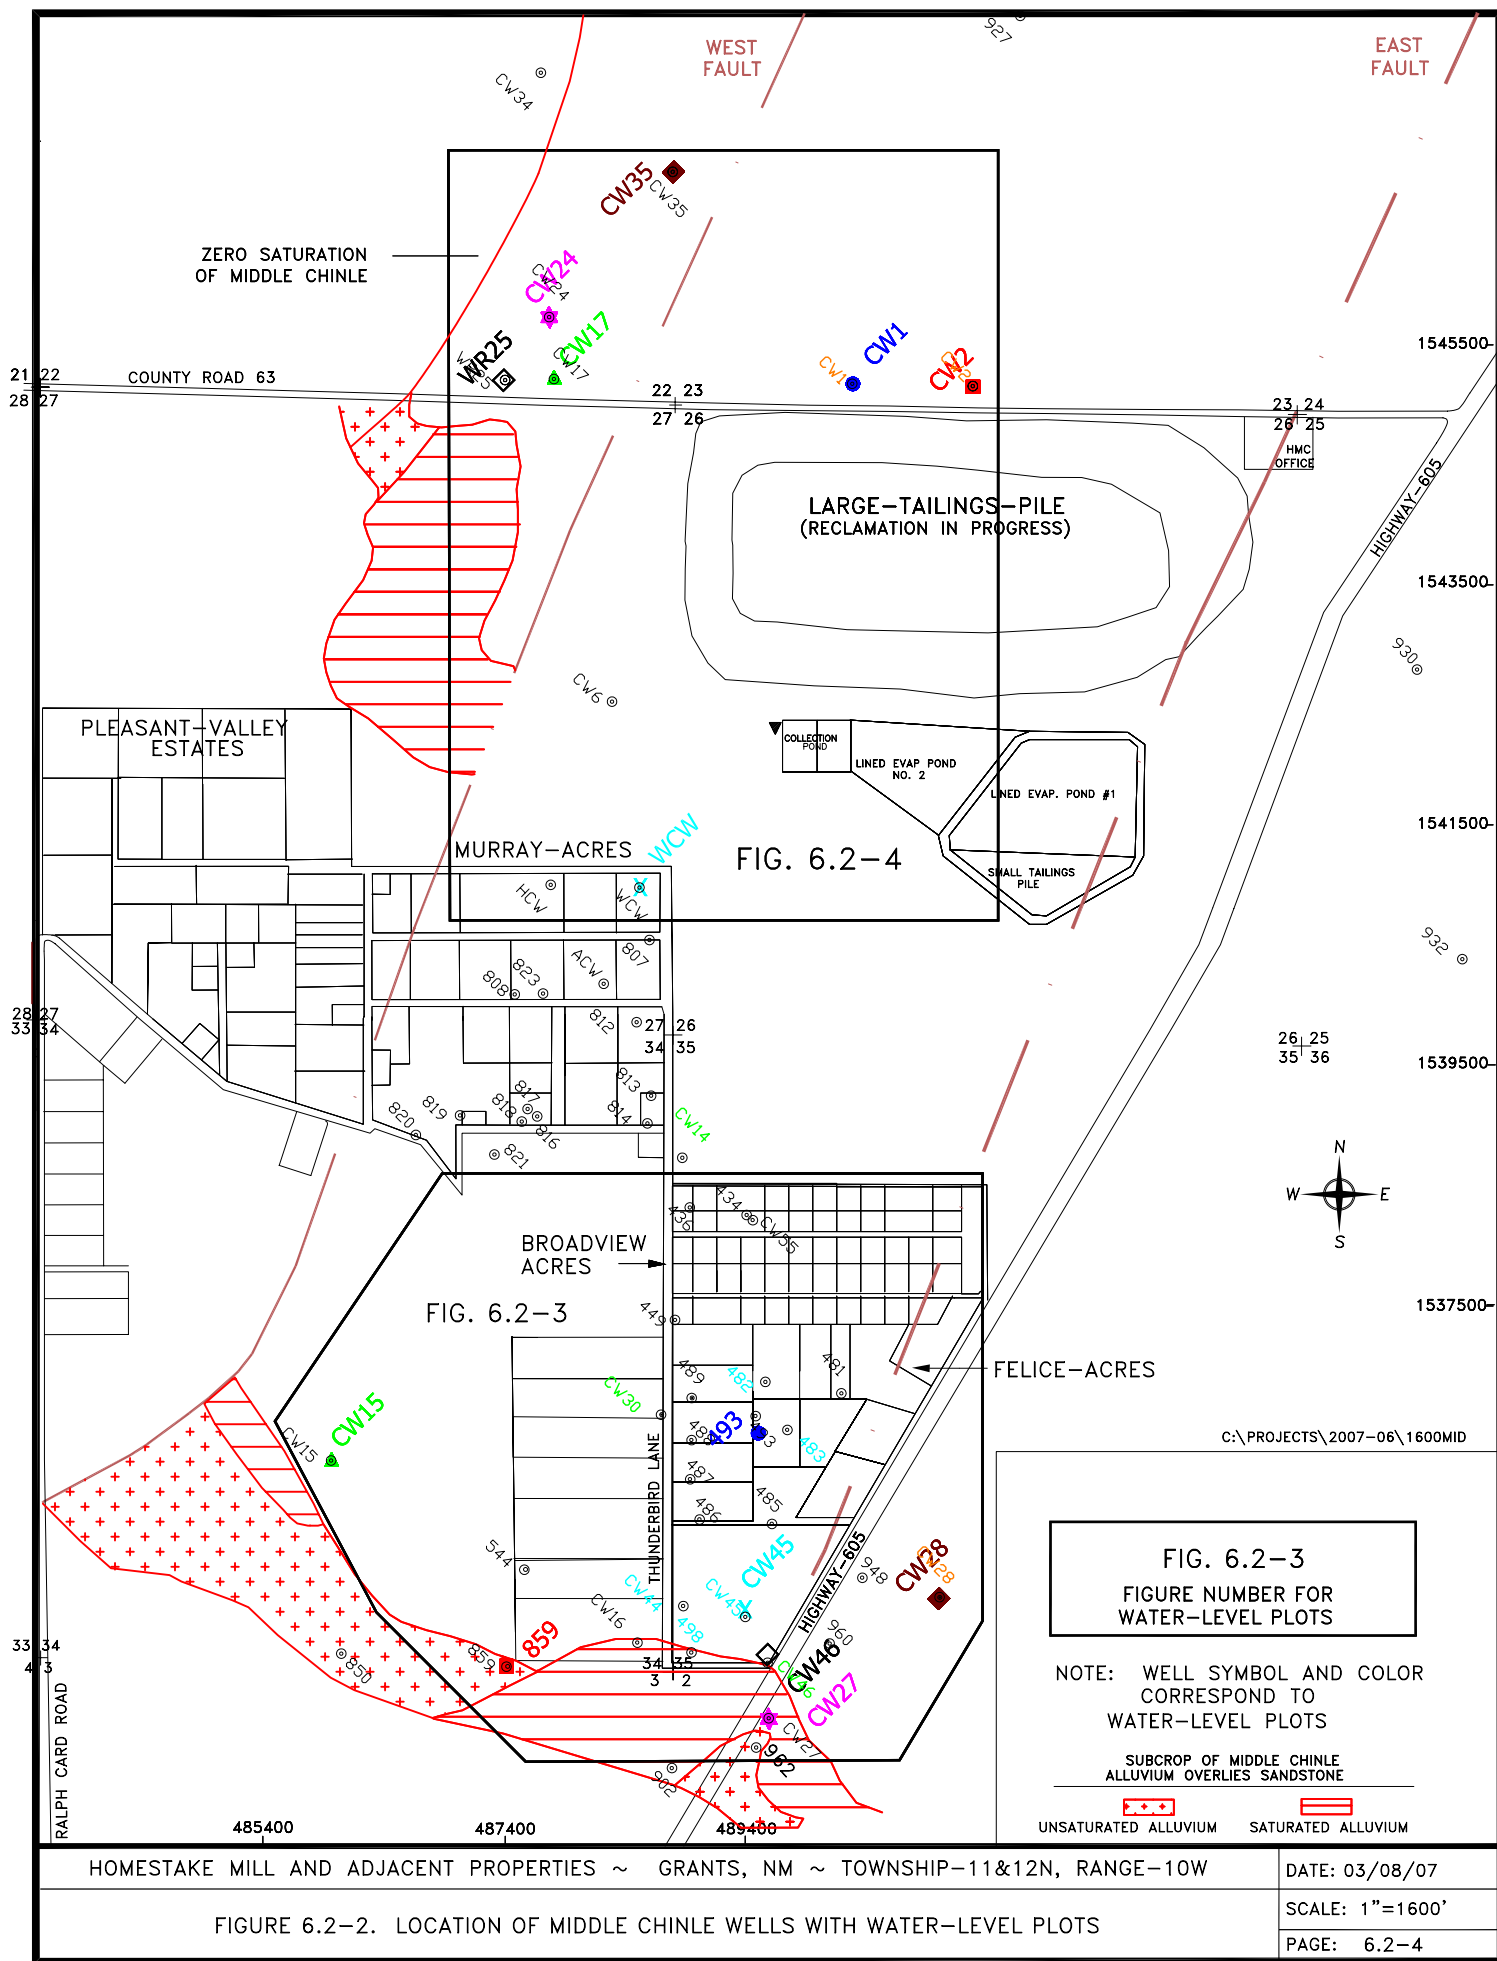 927
WEST
FAULT
EAST
FAULT
CW34
CW35
CW35
ZERO SATURATION
OF MIDDLE CHINLE
CW24
CW24
CW17
CW17
WR25
WR25
CW1
CW1
CW2
CW2
1545500
21 22
28 27
COUNTY ROAD 63
22 23
27 26
23 24
26 25
HMC
OFFICE
HIGHWAY-605
LARGE-TAILINGS-PILE
(RECLAMATION IN PROGRESS)
1543500
930
CW6
PLEASANT-VALLEY
ESTATES
COLLECTION
POND
LINED EVAP POND
NO. 2
LINED EVAP. POND #1
SMALL TAILINGS
PILE
1541500
MURRAY-ACRES
WCW
FIG. 6.2-4
HCW
WCW
807
ACW
823
808
812
932
28 27
33 34
27 26
34 35
26 25
35 36
1539500
813
814
817
818
816
819
820
821
CW14
N
W E
S
436
434
CW55
BROADVIEW
ACRES
FIG. 6.2-3
1537500
449
489
482
481
FELICE-ACRES
CW30
CW15
CW15
493
488
483
487
486
485
THUNDERBIRD LANE
C:\PROJECTS\2007-06\1600MID
544
CW45
CW45
CW44
498
CW16
HIGHWAY-605
948
CW28
CW28
960
859
859
850
33 34
4 3
34 35
3 2
CW46
CW46
CW27
CW27
962
902
FIG. 6.2-3
FIGURE NUMBER FOR
WATER-LEVEL PLOTS
NOTE: WELL SYMBOL AND COLOR
CORRESPOND TO
WATER-LEVEL PLOTS
SUBCROP OF MIDDLE CHINLE
ALLUVIUM OVERLIES SANDSTONE
UNSATURATED ALLUVIUM SATURATED ALLUVIUM
RALPH CARD ROAD
485400
487400
489400
HOMESTAKE MILL AND ADJACENT PROPERTIES ~ GRANTS, NM ~ TOWNSHIP-11&12N, RANGE-10W
DATE: 03/08/07
FIGURE 6.2-2. LOCATION OF MIDDLE CHINLE WELLS WITH WATER-LEVEL PLOTS
SCALE: 1"=1600'
PAGE: 6.2-4